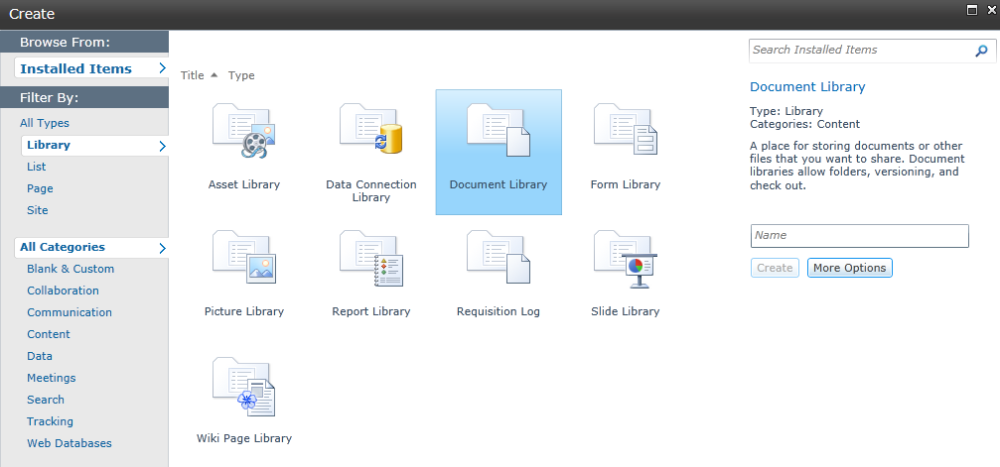 Create
Browse From:
Installed Items
Filter By:
All Types
Library
List
Page
Site
All Categories
Blank & Custom
Collaboration
Communication
Content
Data
Meetings
Search
Tracking
Web Databases
Title Type
Asset Library
Data Connection
Library
Document Library
Form Library
Picture Library
Report Library
Requisition Log
Slide Library
Wiki Page Library
Search Installed Items
Document Library
Type: Library
Categories: Content
A place for storing documents or other
files that you want to share. Document
libraries allow folders, versioning, and
check out.
Name
Create More Options